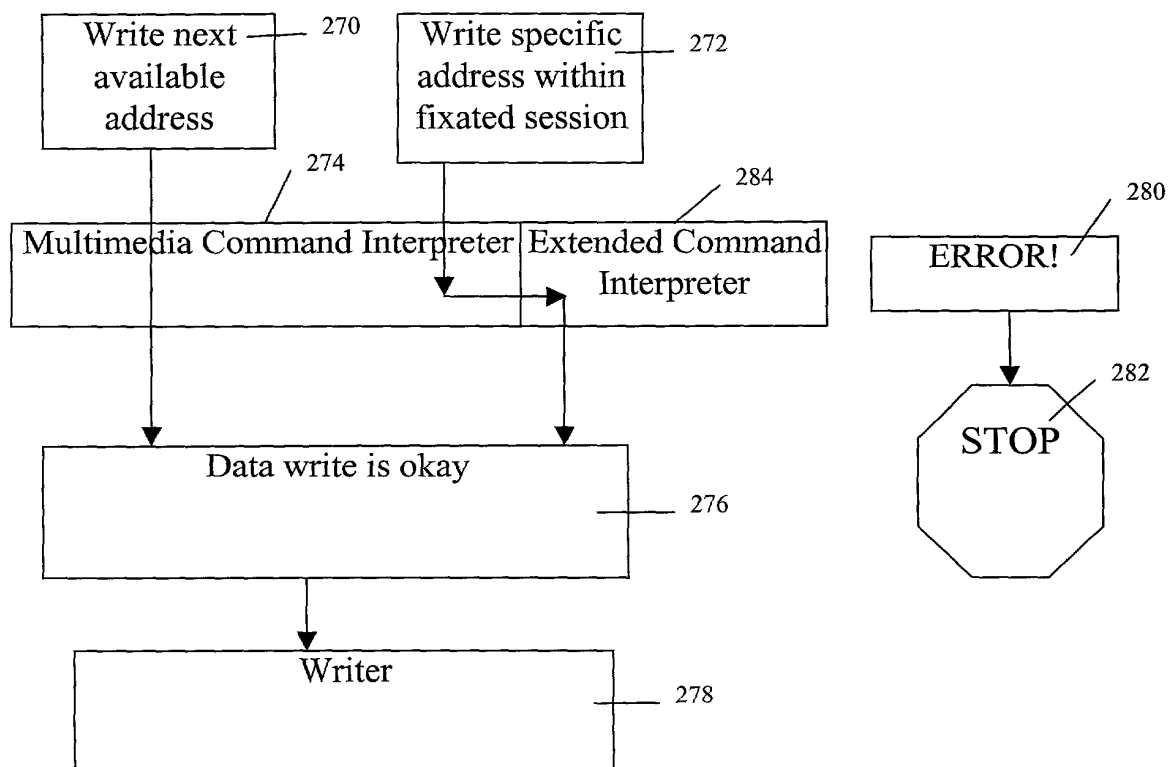 Write next
available
address
270
Write specific
address within
fixated session
272
274
284
Multimedia Command Interpreter
Extended Command
Interpreter
280
ERROR!
282
STOP
Data write is okay
276
Writer
278